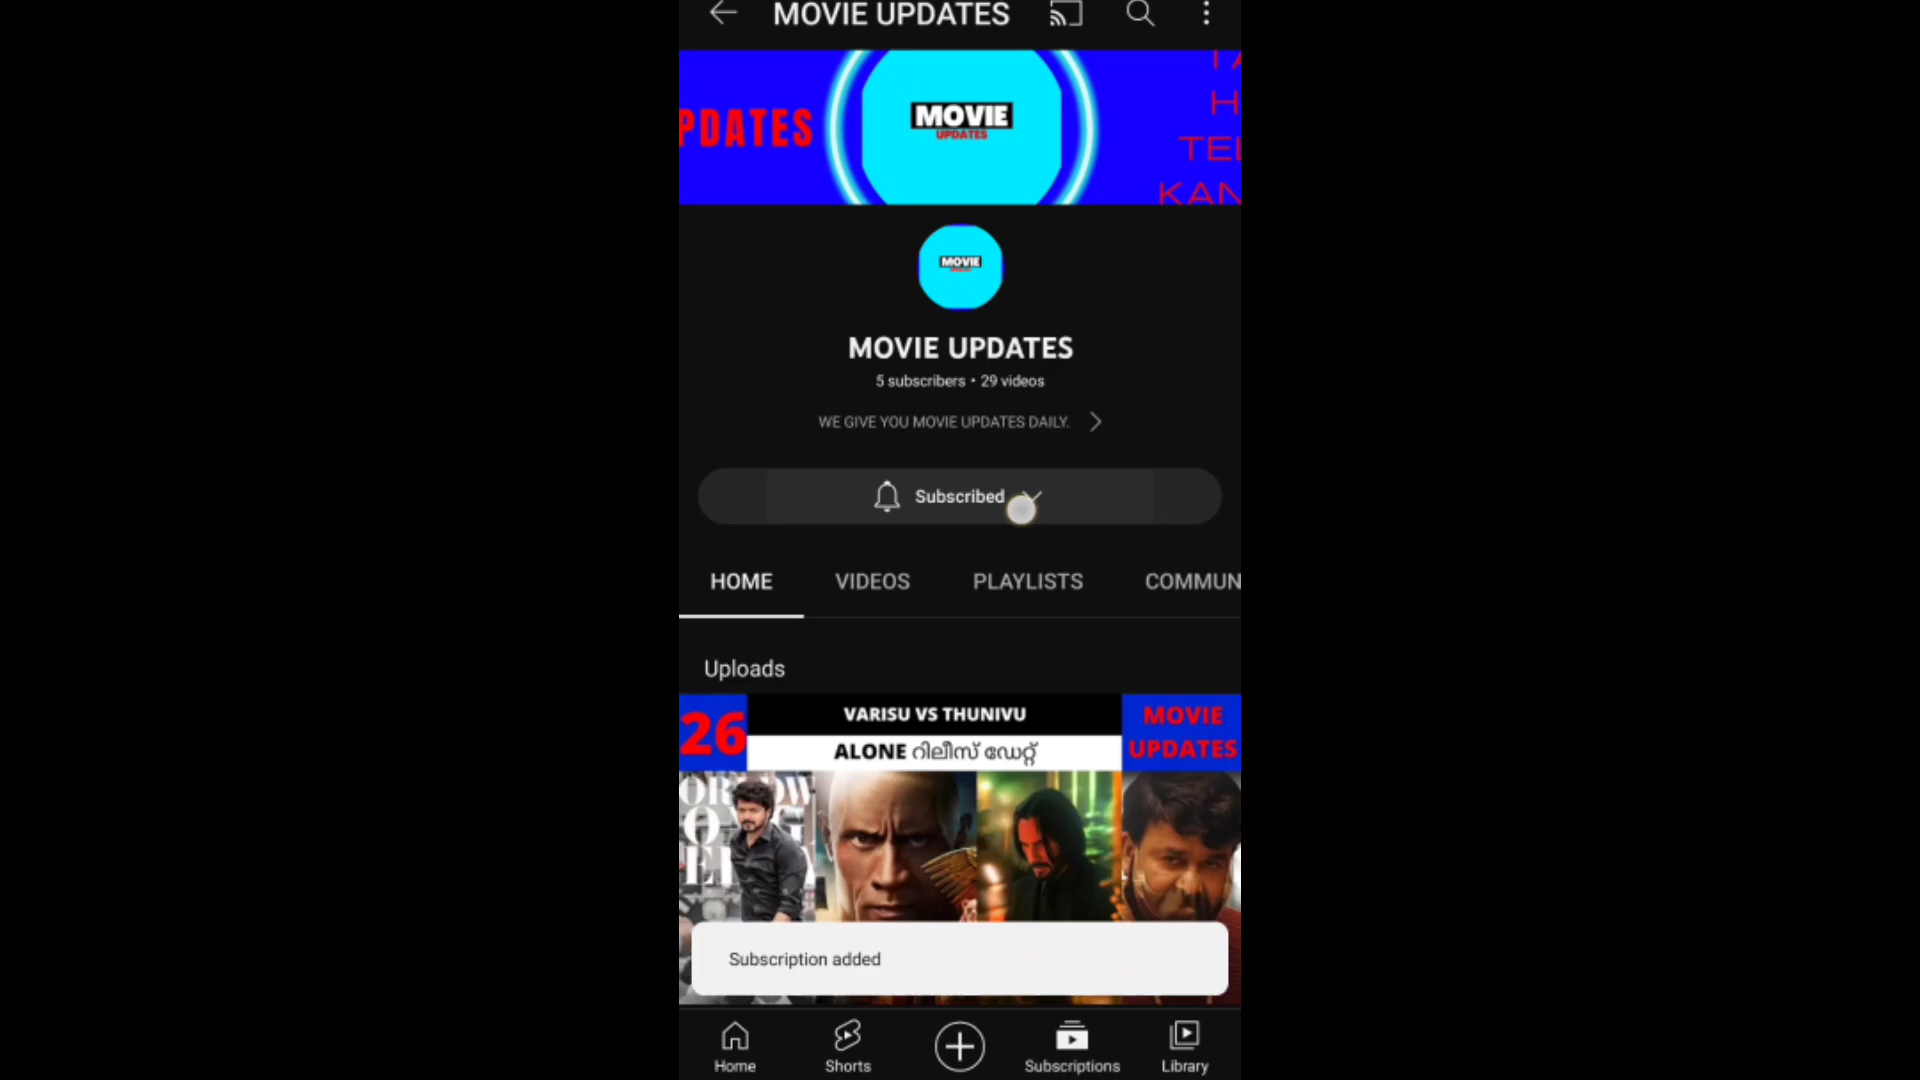 MOVIE UPDATES
PDATES
MOVIE
UPDATES
TEL
KAN
MOVIE
MOVIE UPDATES
5 subscribers • 29 videos
WE GIVE YOU MOVIE UPDATES DAILY.
Subscribed
HOME
VIDEOS
PLAYLISTS
COMMUN
Uploads
26
VARISU VS THUNIVU
ALONE റിലീസ് ഡേറ്റ്
MOVIE
UPDATES
Subscription added
Home
Shorts
Subscriptions
Library